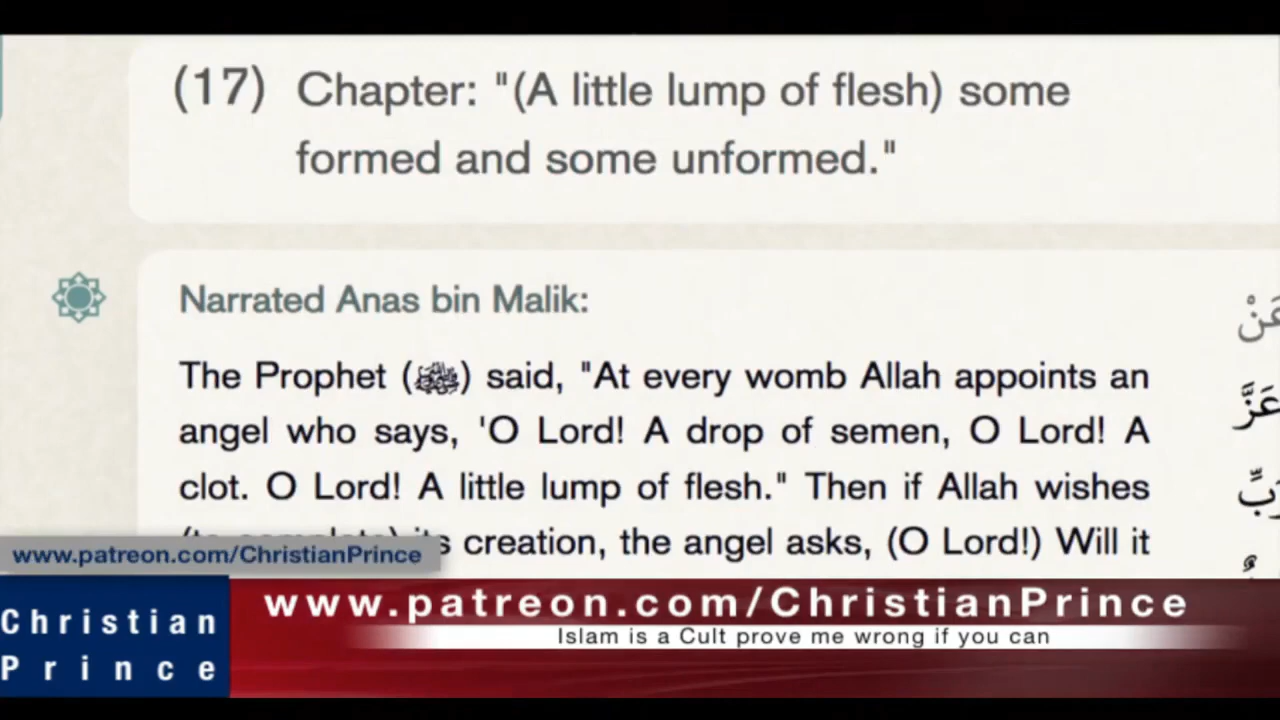 (17) Chapter: "(A little lump of flesh) some
formed and some unformed."
Narrated Anas bin Malik:
The Prophet (ﷺ) said, "At every womb Allah appoints an
angel who says, 'O Lord! A drop of semen, O Lord! A
clot. O Lord! A little lump of flesh." Then if Allah wishes
creation, the angel asks, (O Lord!) Will it
عَنْ
عَزَّ
www.patreon.com/ChristianPrince
Christian
Prince
www.patreon.com/ChristianPrince
Islam is a Cult prove me wrong if you can